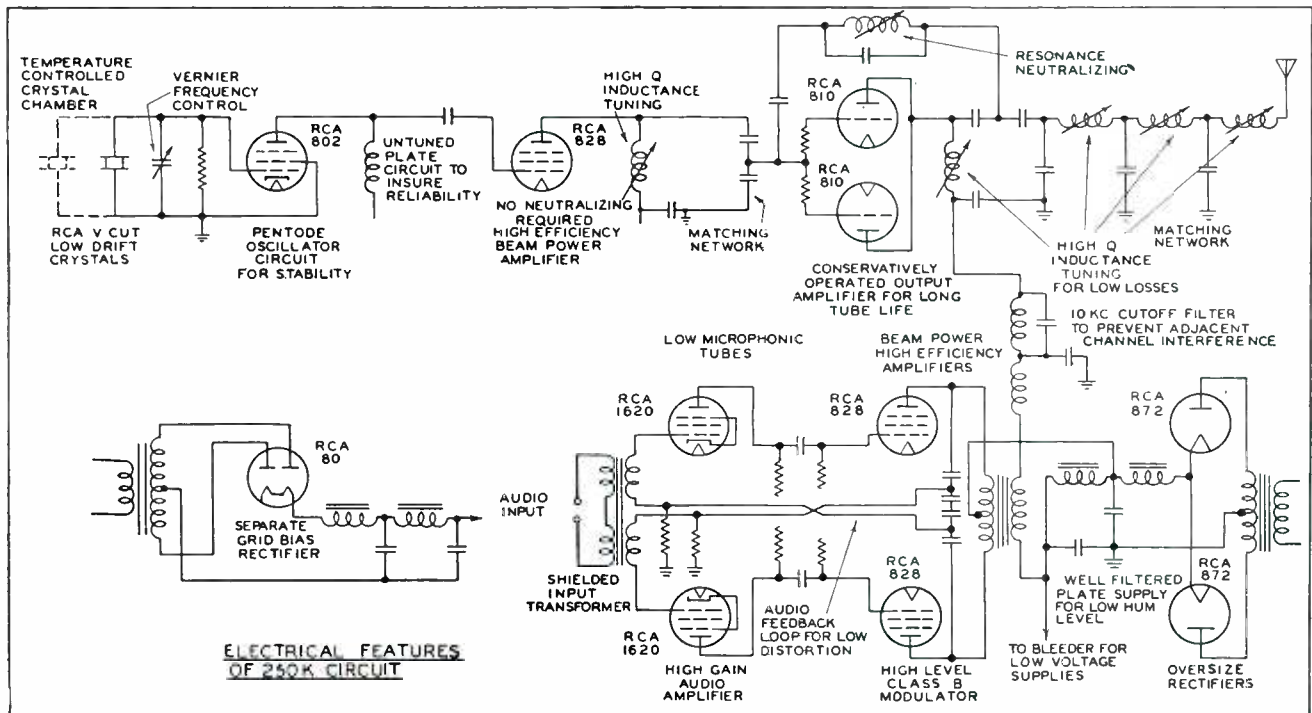 TEMPERATURE
CONTROLLED
CRYSTAL
CHAMBER
VERNIER
FREQUENCY
CONTROL
RCA
802
RCA V CUT
LOW DRIFT
CRYSTALS
PENTODE
OSCILLATOR
CIRCUIT
FOR STABILITY
UNTUNED
PLATE
CIRCUIT TO
INSURE
RELIABILITY
HIGH Q
INDUCTANCE
TUNING
RCA
828
NO NEUTRALIZING
REQUIRED
HIGH EFFICIENCY
BEAM POWER
AMPLIFIER
MATCHING
NETWORK
RCA
810
RCA
810
RESONANCE
NEUTRALIZING
CONSERVATIVELY
OPERATED OUTPUT
AMPLIFIER FOR LONG
TUBE LIFE
HIGH Q
INDUCTANCE
TUNING
FOR LOW LOSSES
MATCHING
NETWORK
10 KC CUTOFF FILTER
TO PREVENT ADJACENT
CHANNEL INTERFERENCE
RCA
80
SEPARATE
GRID BIAS
RECTIFIER
ELECTRICAL FEATURES
OF 250K CIRCUIT
AUDIO
INPUT
SHIELDED
INPUT
TRANSFORMER
LOW MICROPHONIC
TUBES
RCA
1620
RCA
1620
HIGH GAIN
AUDIO
AMPLIFIER
BEAM POWER
HIGH EFFICIENCY
AMPLIFIERS
RCA
828
RCA
828
AUDIO
FEEDBACK
LOOP FOR LOW
DISTORTION
HIGH LEVEL
CLASS B
MODULATOR
RCA
872
RCA
872
WELL FILTERED
PLATE SUPPLY
FOR LOW HUM
LEVEL
TO BLEEDER FOR
LOW VOLTAGE
SUPPLIES
OVERSIZE
RECTIFIERS